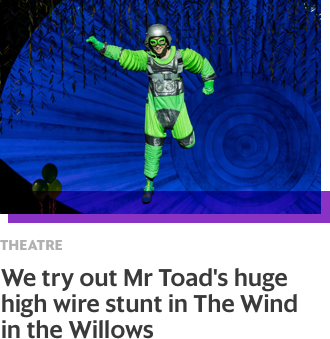 THEATRE
We try out Mr Toad's huge
high wire stunt in The Wind
in the Willows